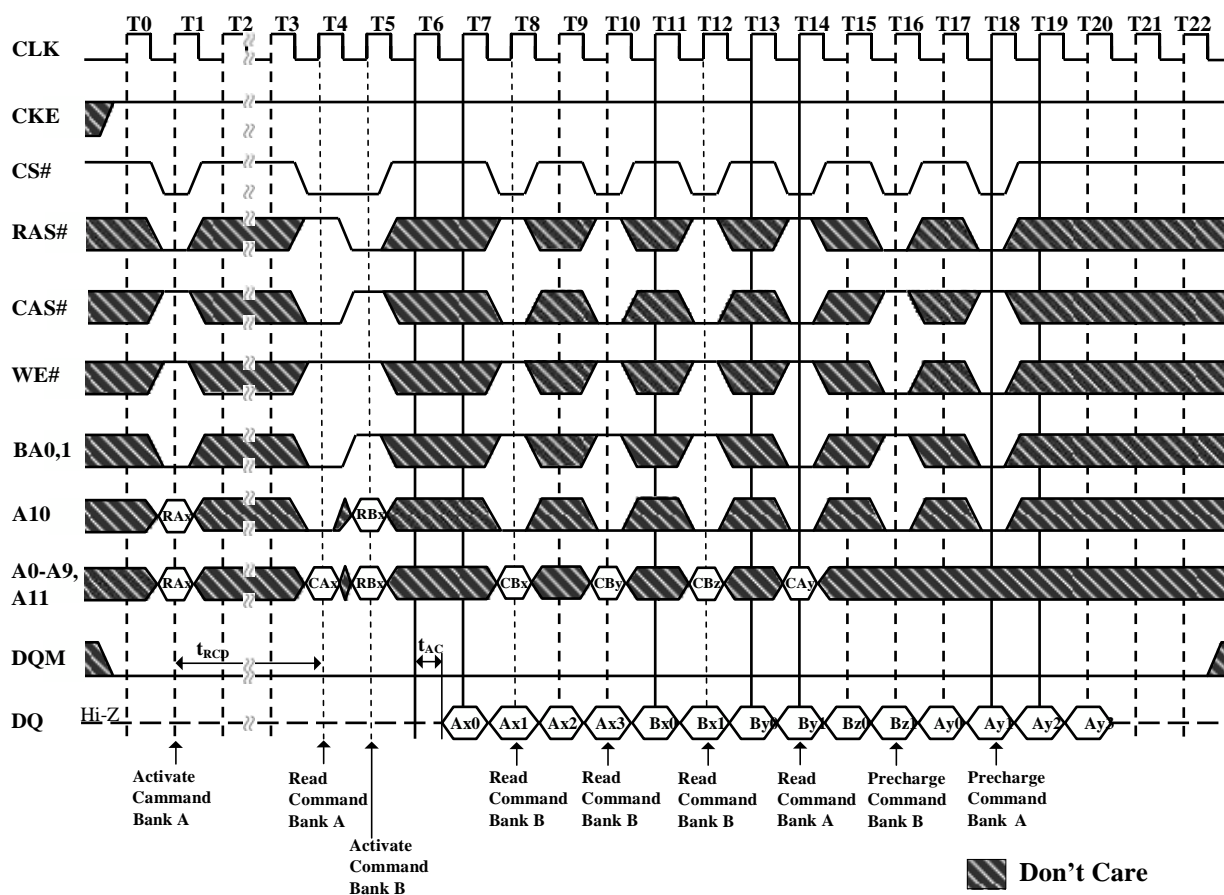 T0 T1 T2 T3 T4 T5 T6 T7 T8 T9 T10 T11 T12 T13 T14 T15 T16 T17 T18 T19 T20 T21 T22
CLK
CKE
CS#
RAS#
CAS#
WE#
BA0,1
A10 RAx RBx
A0-A9,
A11 RAx CAx RBx CBx CBy CBz CAy
DQM tRCD tAC
DQ Hi-Z Ax0 Ax1 Ax2 Ax3 Bx0 Bx1 By0 By1 Bz0 Bz1 Ay0 Ay1 Ay2 Ay3
Activate
Cammand
Bank A
Read
Command
Bank A
Activate
Command
Bank B
Read
Command
Bank B
Read
Command
Bank B
Read
Command
Bank B
Read
Command
Bank A
Precharge
Command
Bank B
Precharge
Command
Bank A
Don't Care